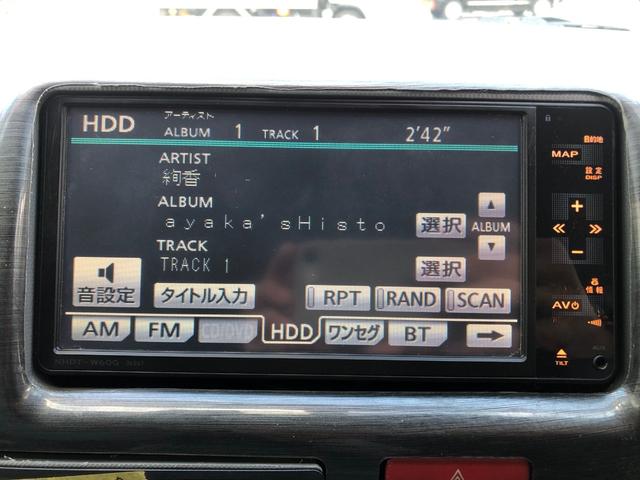 HDD アーティスト
ALBUM 1 TRACK 1 2'42"
ARTIST
絢香
ALBUM
ayaka'sHisto
選択 ALBUM
TRACK
TRACK 1
選択
音設定 タイトル入力 RPT RAND SCAN
AM FM CD/DVD HDD ワンセグ BT
NHDT-W60G
目的地
MAP
設定
DISP
情報
AV
TILT
AUX